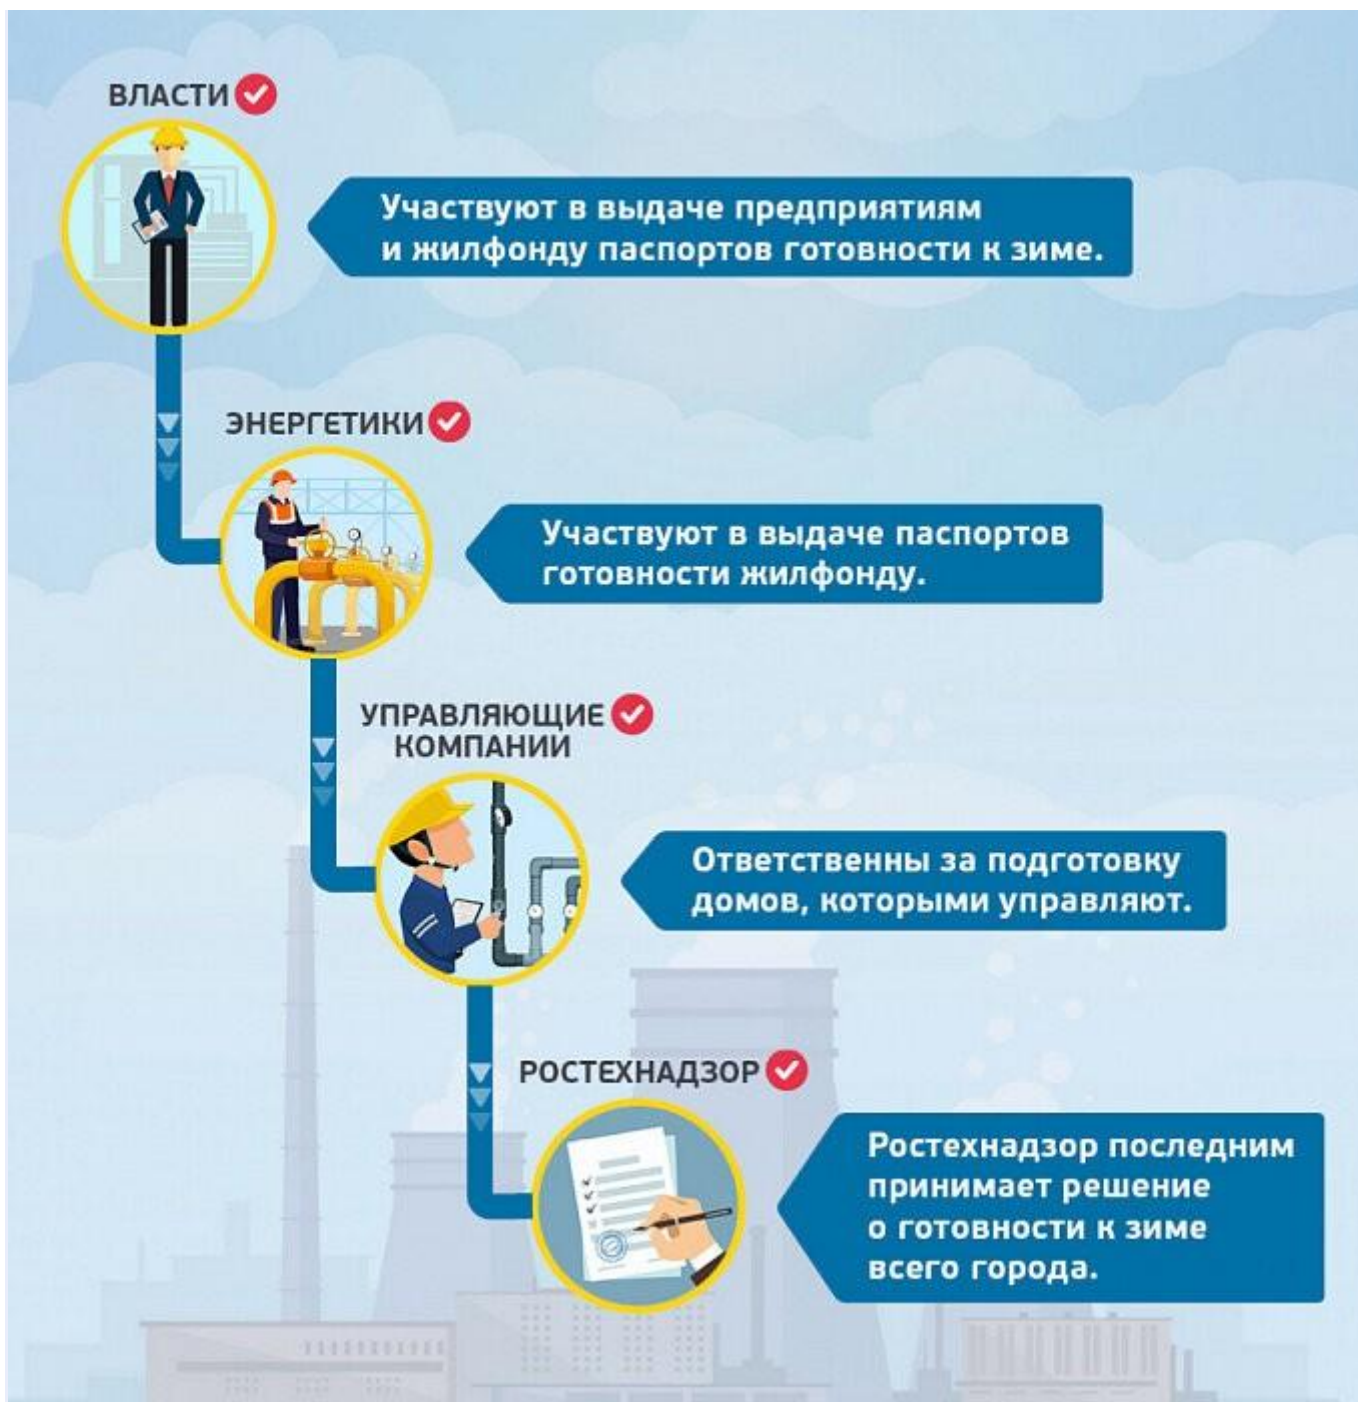 ВЛАСТИ
Участвуют в выдаче предприятиям
и жилфонду паспортов готовности к зиме.
ЭНЕРГЕТИКИ
Участвуют в выдаче паспортов
готовности жилфонду.
УПРАВЛЯЮЩИЕ
КОМПАНИИ
Ответственны за подготовку
домов, которыми управляют.
РОСТЕХНАДЗОР
Ростехнадзор последним
принимает решение
о готовности к зиме
всего города.